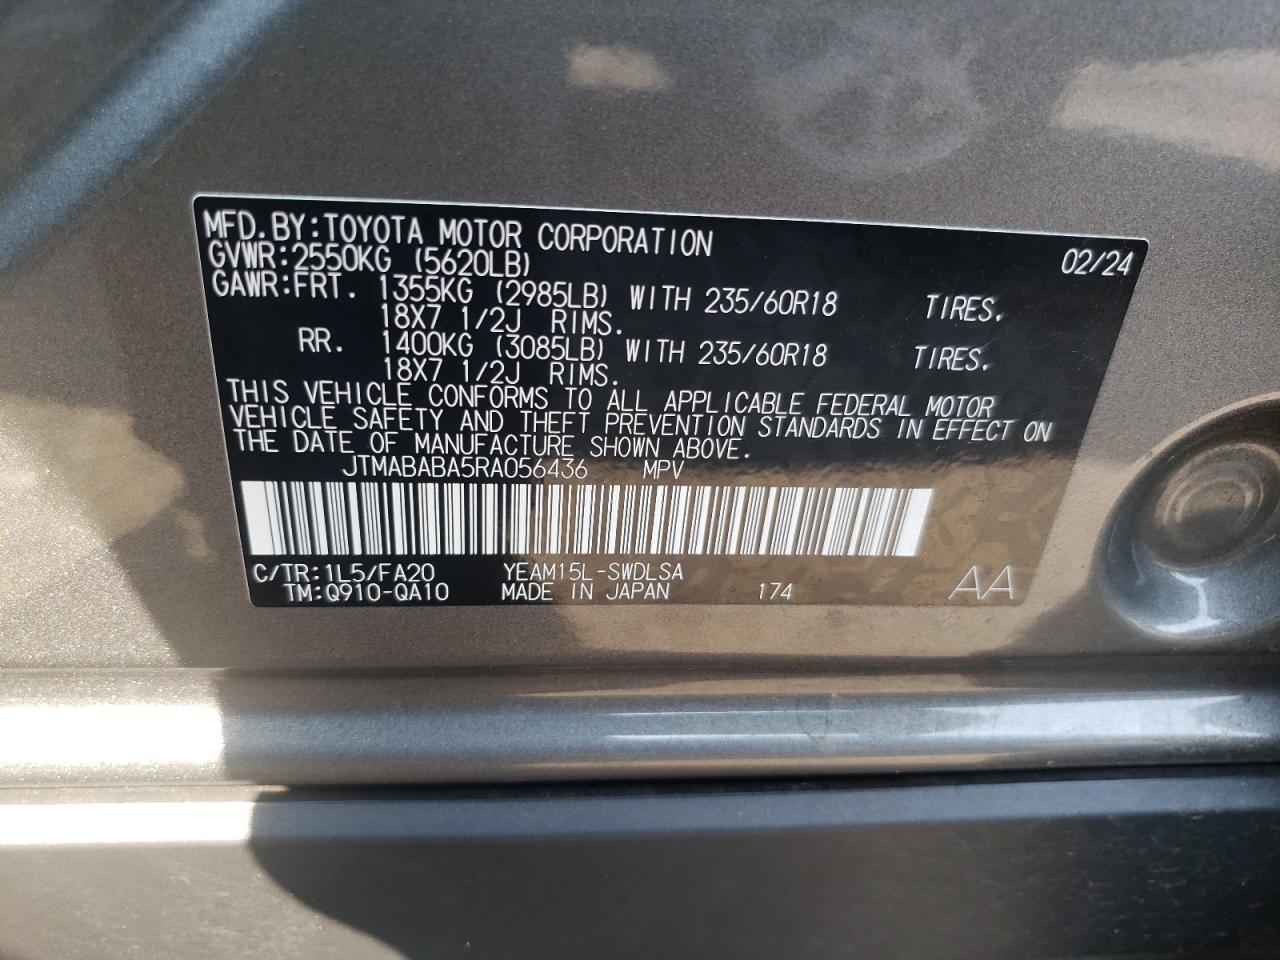 MFD.BY:TOYOTA MOTOR CORPORATION 02/24
GVWR:2550KG (5620LB)
GAWR:FRT. 1355KG (2985LB) WITH 235/60R18 TIRES.
18X7 1/2J RIMS.
RR. 1400KG (3085LB) WITH 235/60R18 TIRES.
18X7 1/2J RIMS.
THIS VEHICLE CONFORMS TO ALL APPLICABLE FEDERAL MOTOR
VEHICLE SAFETY AND THEFT PREVENTION STANDARDS IN EFFECT ON
THE DATE OF MANUFACTURE SHOWN ABOVE.
JTMABABA5RA056436 MPV
C/TR:1L5/FA20 YEAM15L-SWDLSA
TM:Q910-QA10 MADE IN JAPAN 174 AA